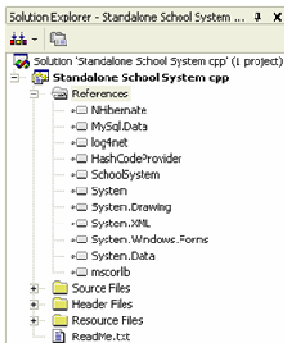 Solution Explorer - Standalone School System ...
Solution 'Standalone School System cpp' (1 project)
Standalone School System cpp
References
NHibernate
MySql.Data
log4net
HashCodeProvider
SchoolSystem
System
System.Drawing
System.XML
System.Windows.Forms
System.Data
mscorlib
Source Files
Header Files
Resource Files
ReadMe.txt